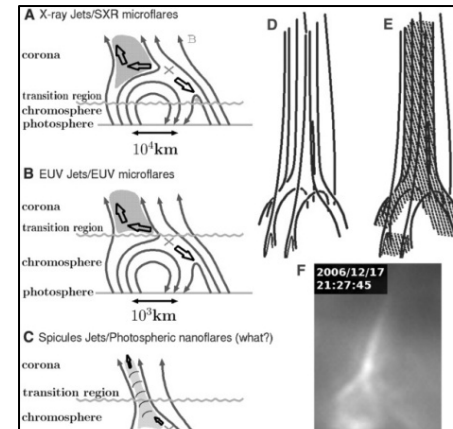 A X-ray Jets/SXR microflares
B
corona
transition region
chromosphere
photosphere
10⁴km
B EUV Jets/EUV microflares
corona
transition region
chromosphere
photosphere
10³km
C Spicules Jets/Photospheric nanoflares (what?)
corona
transition region
chromosphere
D
E
F
2006/12/17
21:27:45